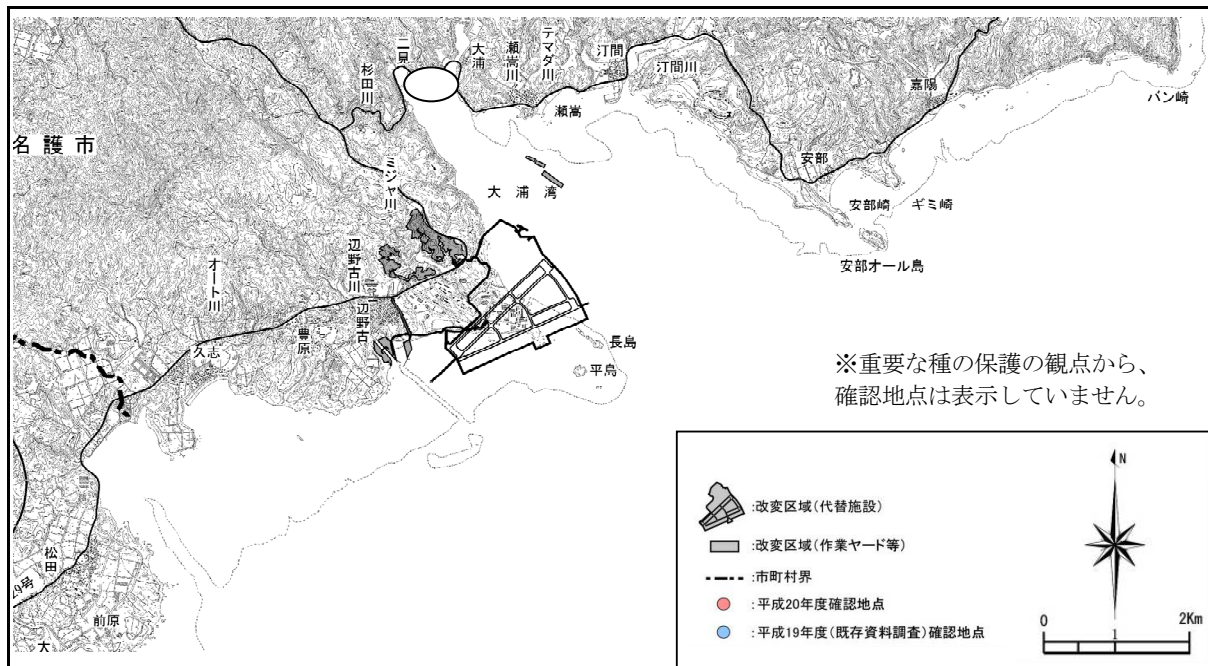 二見
大浦
瀬嵩川
テマダ川
汀間
杉田川
汀間川
嘉陽
バン崎
名護市
瀬嵩
安部
ミジャ川
大浦湾
安部崎
ギミ崎
安部オール島
辺野古川
オート川
辺野古
豊原
久志
長島
平島
※重要な種の保護の観点から、
確認地点は表示していません。
N
:改変区域(代替施設)
:改変区域(作業ヤード等)
:市町村界
:平成20年度確認地点
:平成19年度(既存資料調査)確認地点
0 1 2Km
松田
29号
前原
大